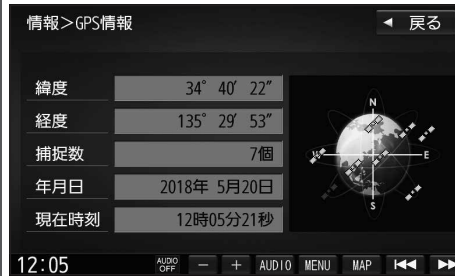 情報＞GPS情報
◀ 戻る
緯度 34° 40′ 22″
経度 135° 29′ 53″
捕捉数 7個
年月日 2018年 5月20日
現在時刻 12時05分21秒
N
W E
S
12:05 AUDIO OFF － ＋ AUDIO MENU MAP